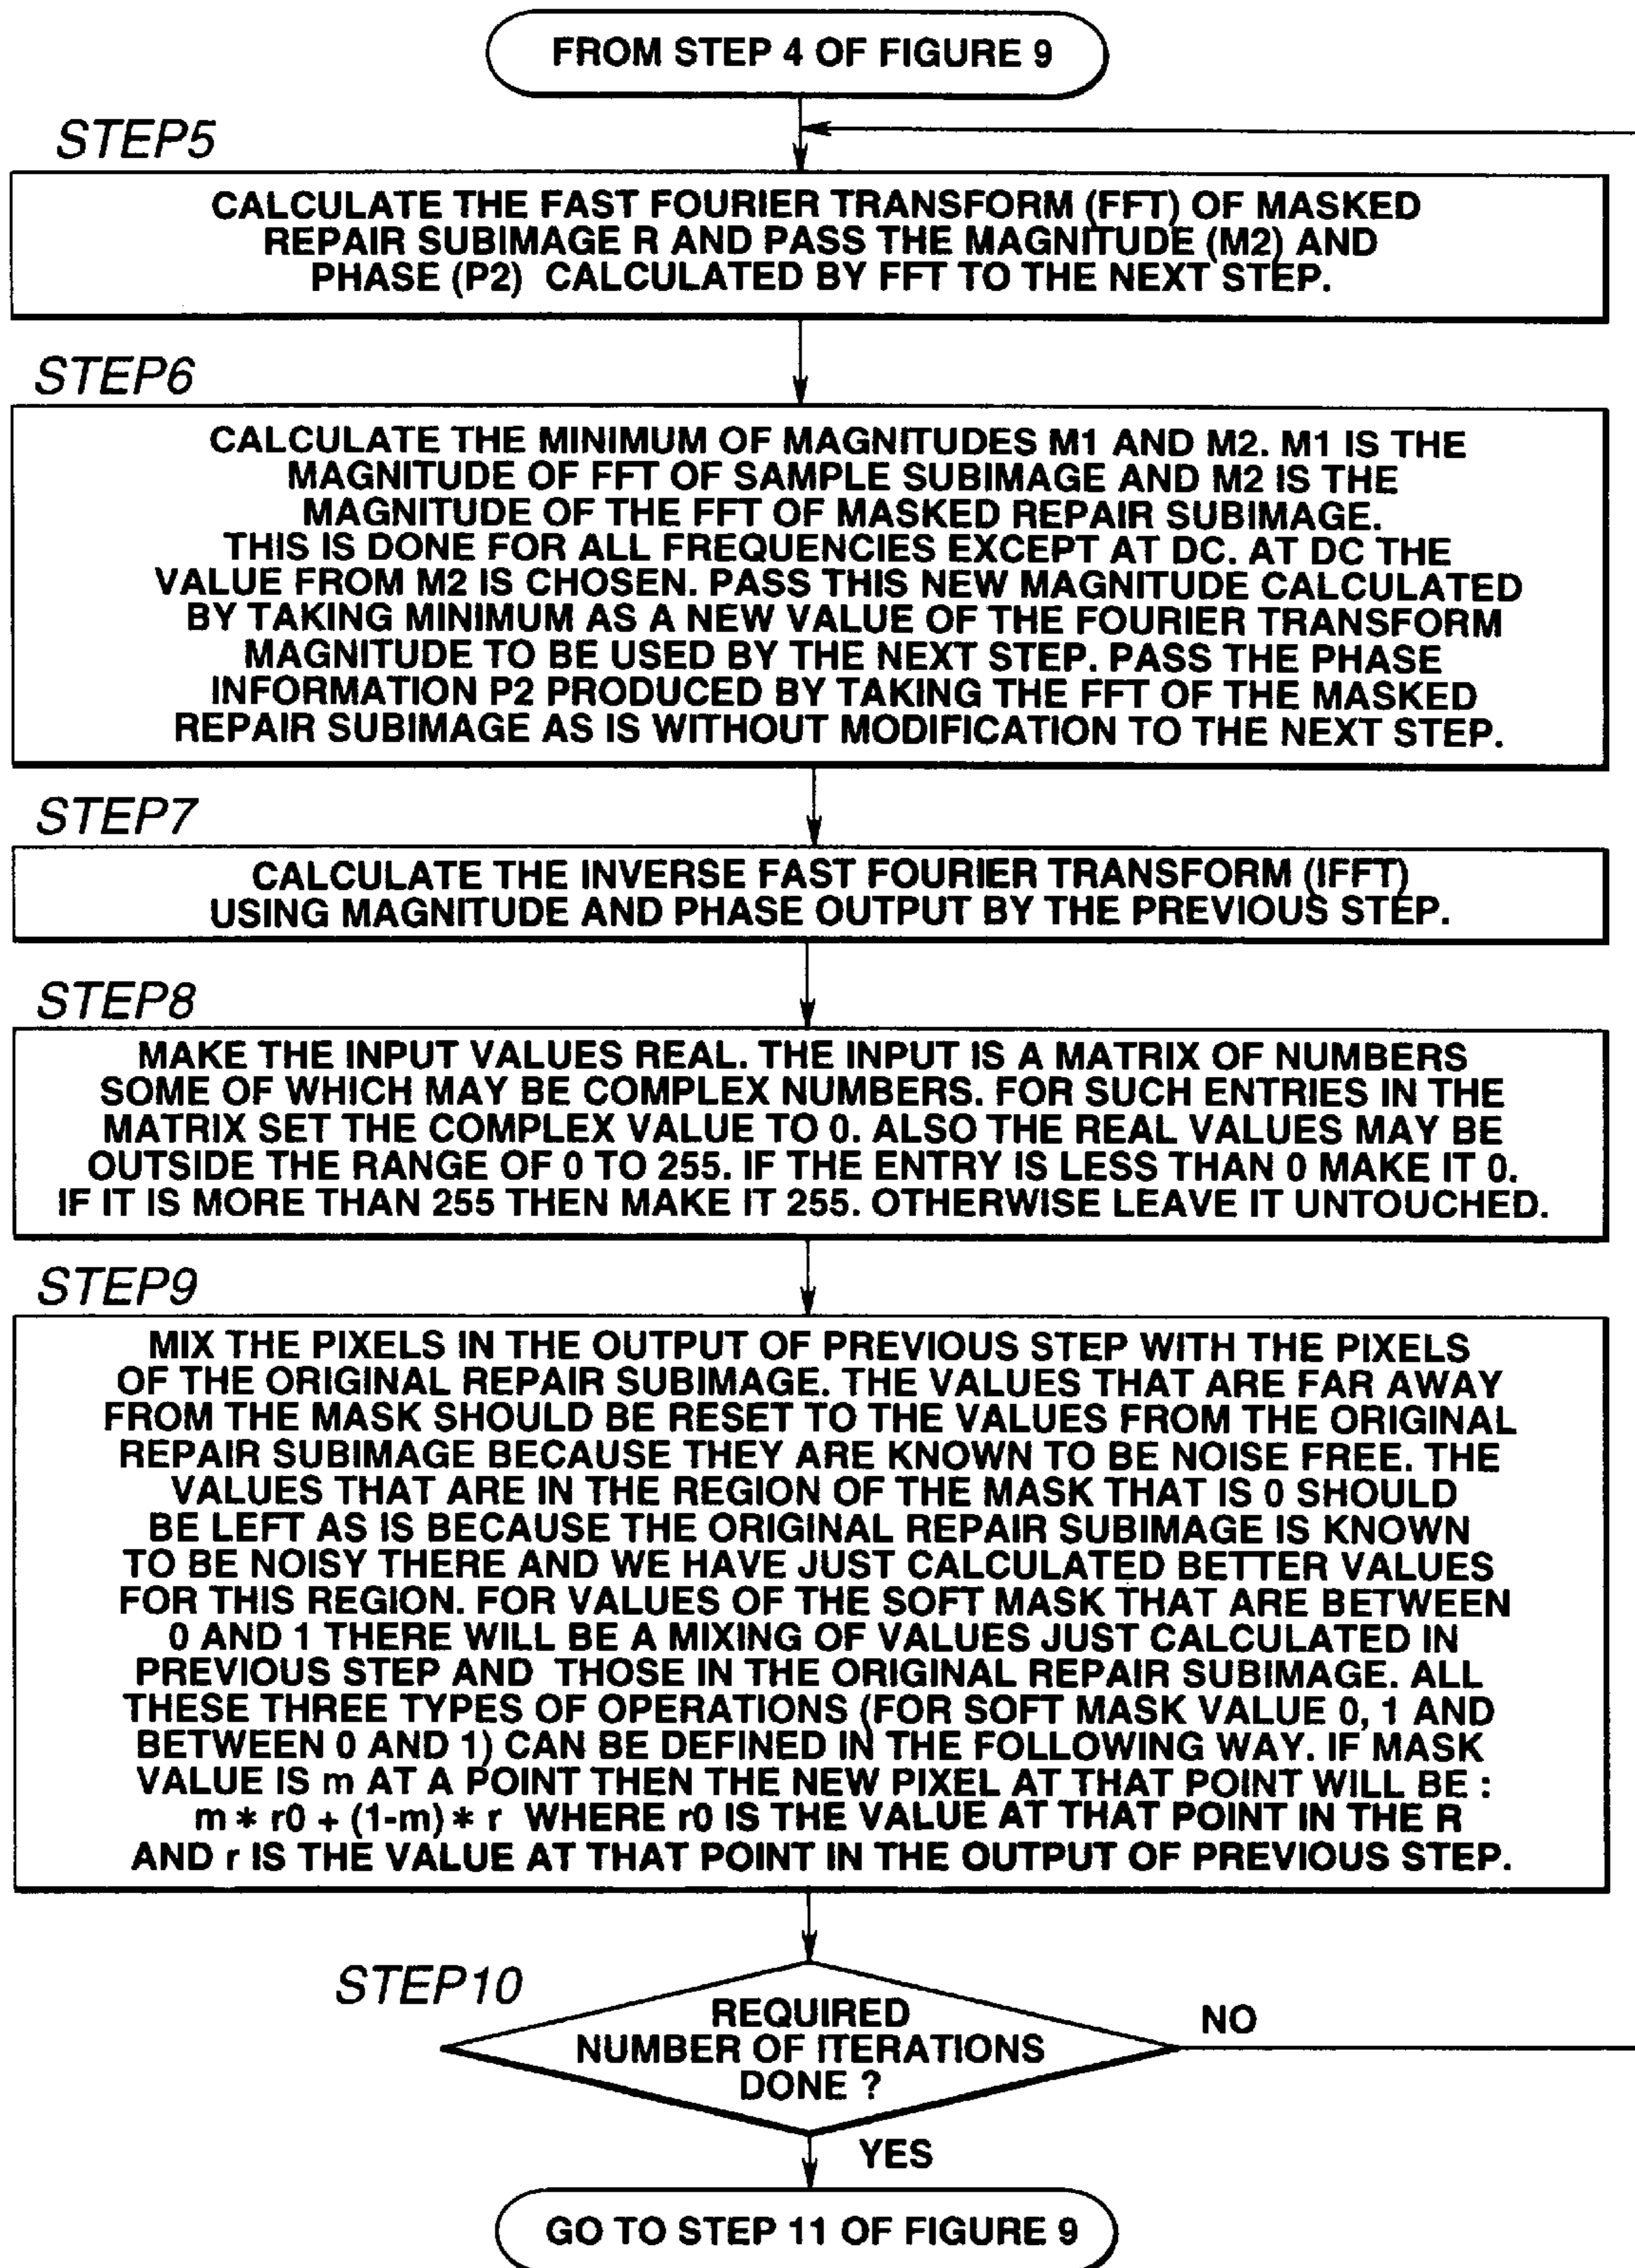 FROM STEP 4 OF FIGURE 9
STEP5
CALCULATE THE FAST FOURIER TRANSFORM (FFT) OF MASKED
REPAIR SUBIMAGE R AND PASS THE MAGNITUDE (M2) AND
PHASE (P2) CALCULATED BY FFT TO THE NEXT STEP.
STEP6
CALCULATE THE MINIMUM OF MAGNITUDES M1 AND M2. M1 IS THE
MAGNITUDE OF FFT OF SAMPLE SUBIMAGE AND M2 IS THE
MAGNITUDE OF THE FFT OF MASKED REPAIR SUBIMAGE.
THIS IS DONE FOR ALL FREQUENCIES EXCEPT AT DC. AT DC THE
VALUE FROM M2 IS CHOSEN. PASS THIS NEW MAGNITUDE CALCULATED
BY TAKING MINIMUM AS A NEW VALUE OF THE FOURIER TRANSFORM
MAGNITUDE TO BE USED BY THE NEXT STEP. PASS THE PHASE
INFORMATION P2 PRODUCED BY TAKING THE FFT OF THE MASKED
REPAIR SUBIMAGE AS IS WITHOUT MODIFICATION TO THE NEXT STEP.
STEP7
CALCULATE THE INVERSE FAST FOURIER TRANSFORM (IFFT)
USING MAGNITUDE AND PHASE OUTPUT BY THE PREVIOUS STEP.
STEP8
MAKE THE INPUT VALUES REAL. THE INPUT IS A MATRIX OF NUMBERS
SOME OF WHICH MAY BE COMPLEX NUMBERS. FOR SUCH ENTRIES IN THE
MATRIX SET THE COMPLEX VALUE TO 0. ALSO THE REAL VALUES MAY BE
OUTSIDE THE RANGE OF 0 TO 255. IF THE ENTRY IS LESS THAN 0 MAKE IT 0.
IF IT IS MORE THAN 255 THEN MAKE IT 255. OTHERWISE LEAVE IT UNTOUCHED.
STEP9
MIX THE PIXELS IN THE OUTPUT OF PREVIOUS STEP WITH THE PIXELS
OF THE ORIGINAL REPAIR SUBIMAGE. THE VALUES THAT ARE FAR AWAY
FROM THE MASK SHOULD BE RESET TO THE VALUES FROM THE ORIGINAL
REPAIR SUBIMAGE BECAUSE THEY ARE KNOWN TO BE NOISE FREE. THE
VALUES THAT ARE IN THE REGION OF THE MASK THAT IS 0 SHOULD
BE LEFT AS IS BECAUSE THE ORIGINAL REPAIR SUBIMAGE IS KNOWN
TO BE NOISY THERE AND WE HAVE JUST CALCULATED BETTER VALUES
FOR THIS REGION. FOR VALUES OF THE SOFT MASK THAT ARE BETWEEN
0 AND 1 THERE WILL BE A MIXING OF VALUES JUST CALCULATED IN
PREVIOUS STEP AND THOSE IN THE ORIGINAL REPAIR SUBIMAGE. ALL
THESE THREE TYPES OF OPERATIONS (FOR SOFT MASK VALUE 0, 1 AND
BETWEEN 0 AND 1) CAN BE DEFINED IN THE FOLLOWING WAY. IF MASK
VALUE IS m AT A POINT THEN THE NEW PIXEL AT THAT POINT WILL BE :
m * r0 + (1-m) * r WHERE r0 IS THE VALUE AT THAT POINT IN THE R
AND r IS THE VALUE AT THAT POINT IN THE OUTPUT OF PREVIOUS STEP.
STEP10
REQUIRED
NUMBER OF ITERATIONS
DONE ?
NO
YES
GO TO STEP 11 OF FIGURE 9